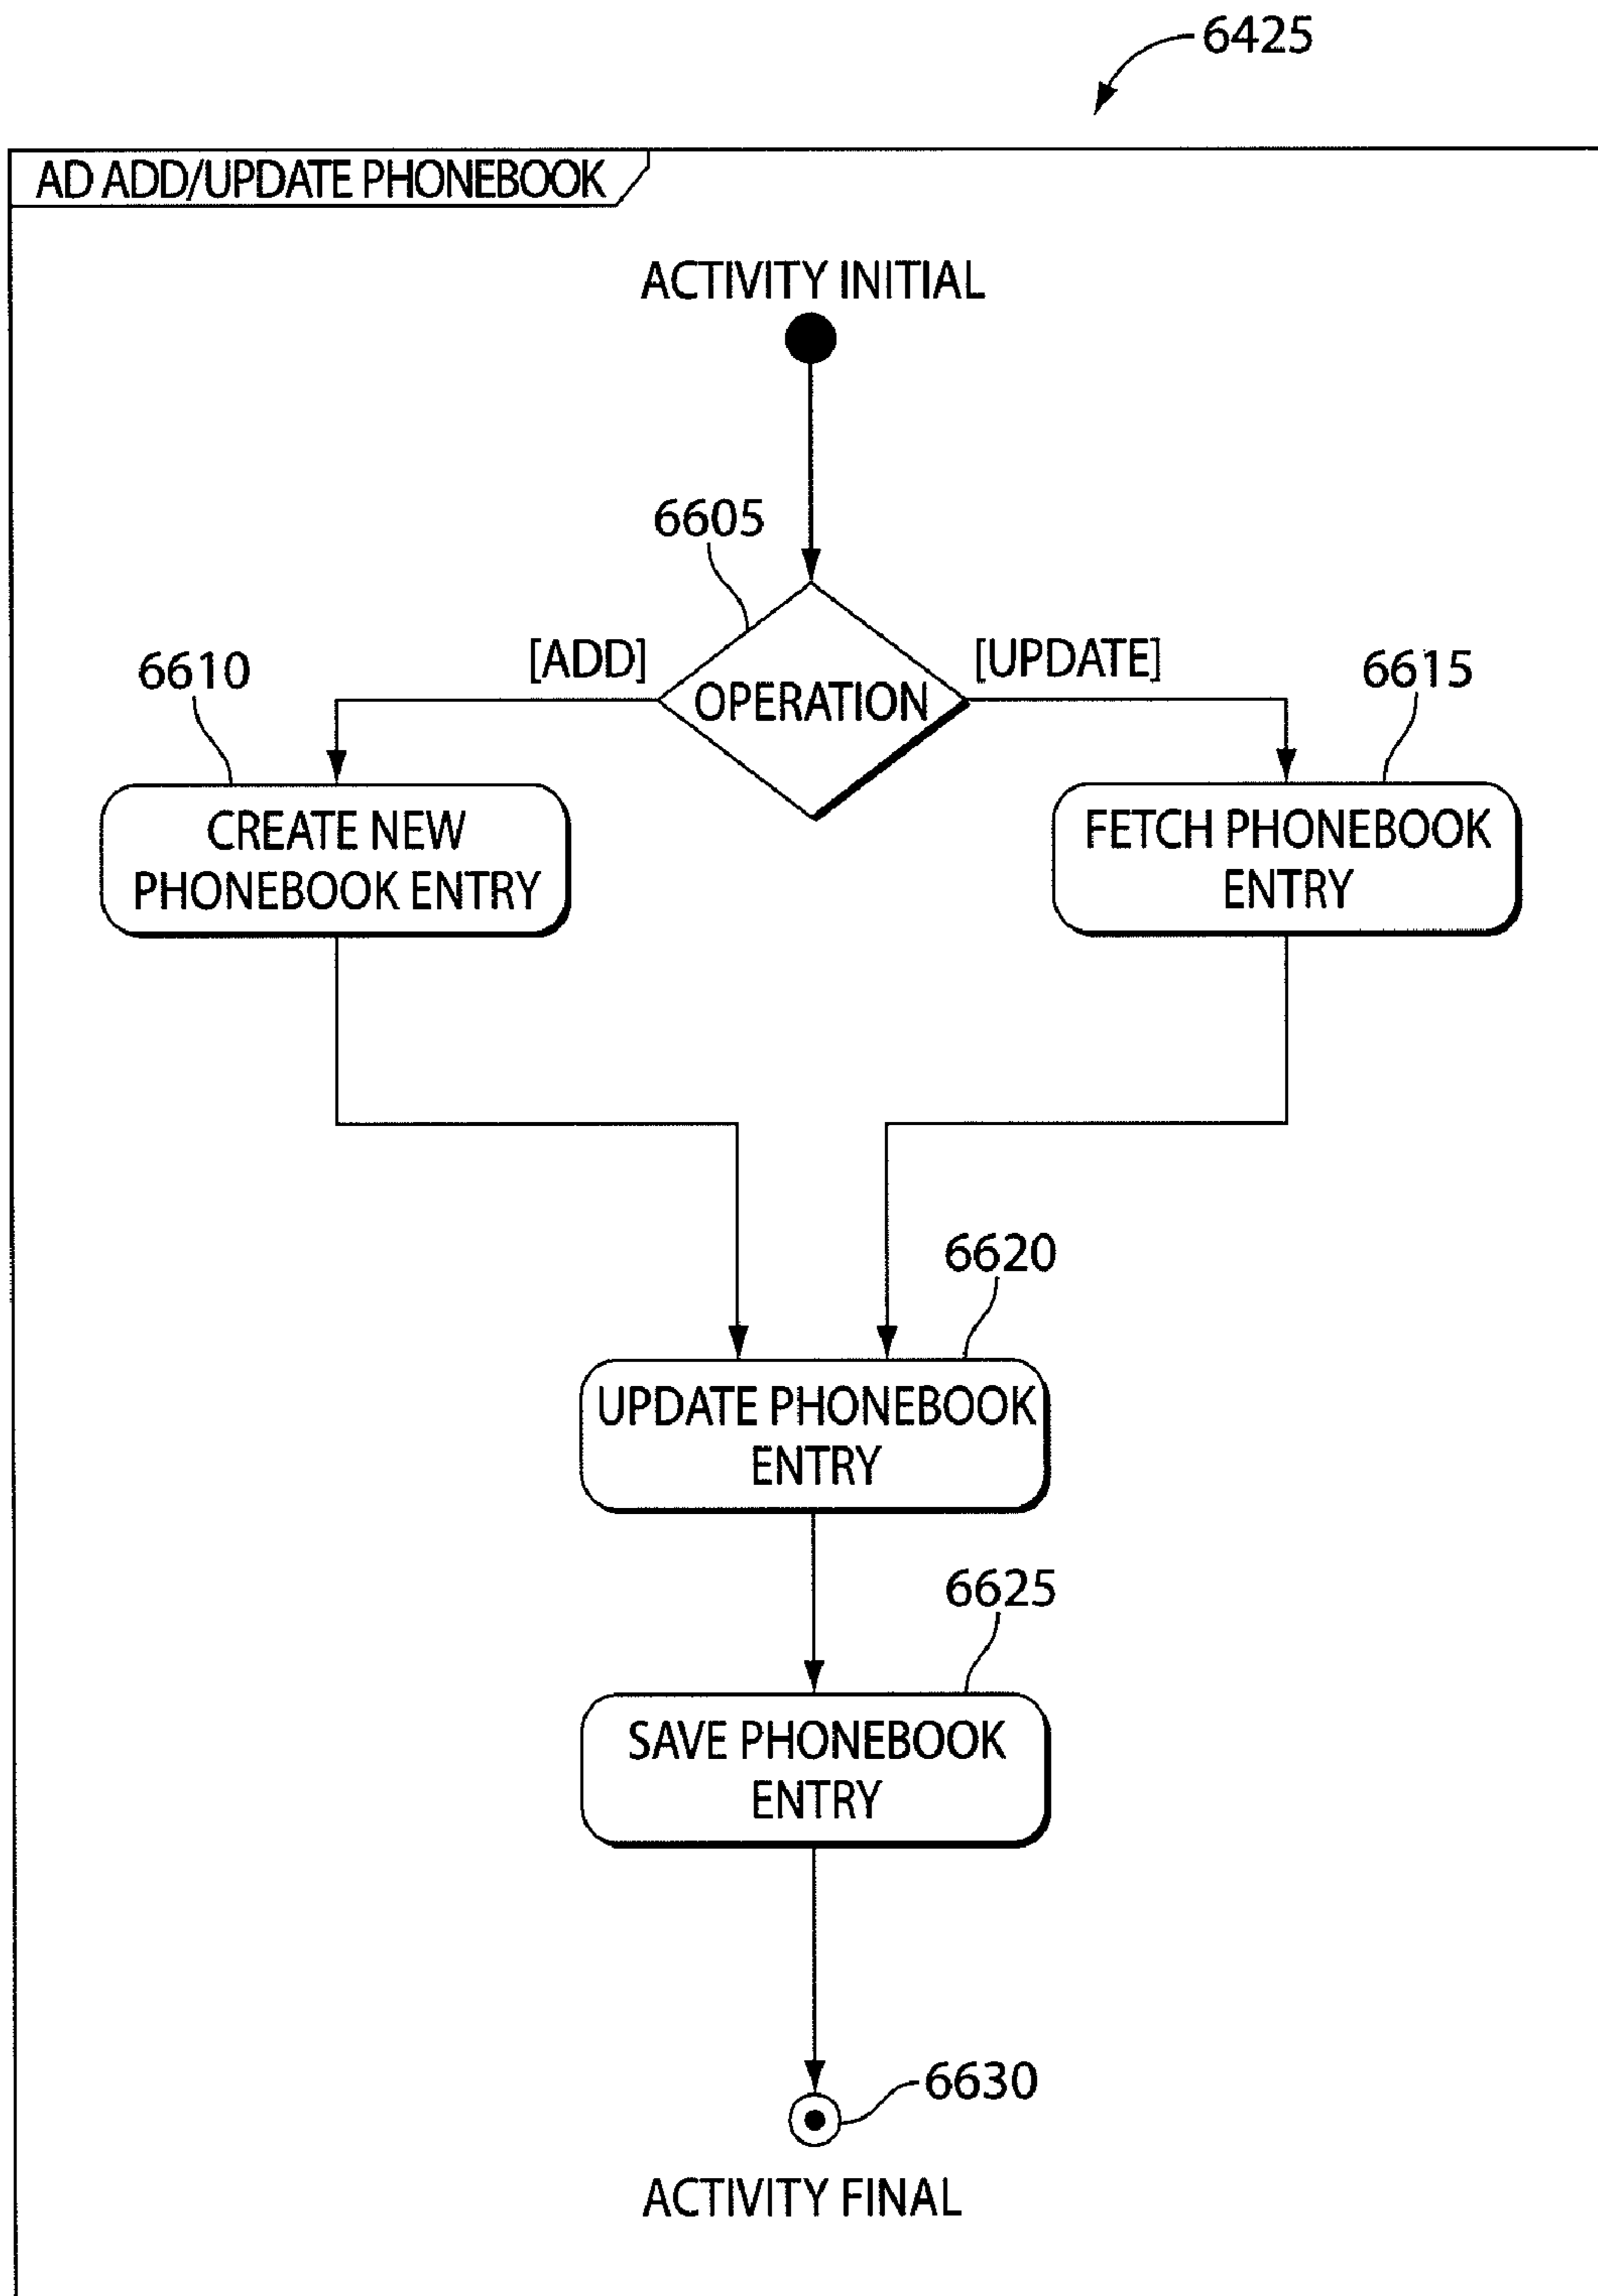 6425
AD ADD/UPDATE PHONEBOOK
ACTIVITY INITIAL
6605
[ADD]
[UPDATE]
6610
OPERATION
6615
CREATE NEW
PHONEBOOK ENTRY
FETCH PHONEBOOK
ENTRY
6620
UPDATE PHONEBOOK
ENTRY
6625
SAVE PHONEBOOK
ENTRY
6630
ACTIVITY FINAL